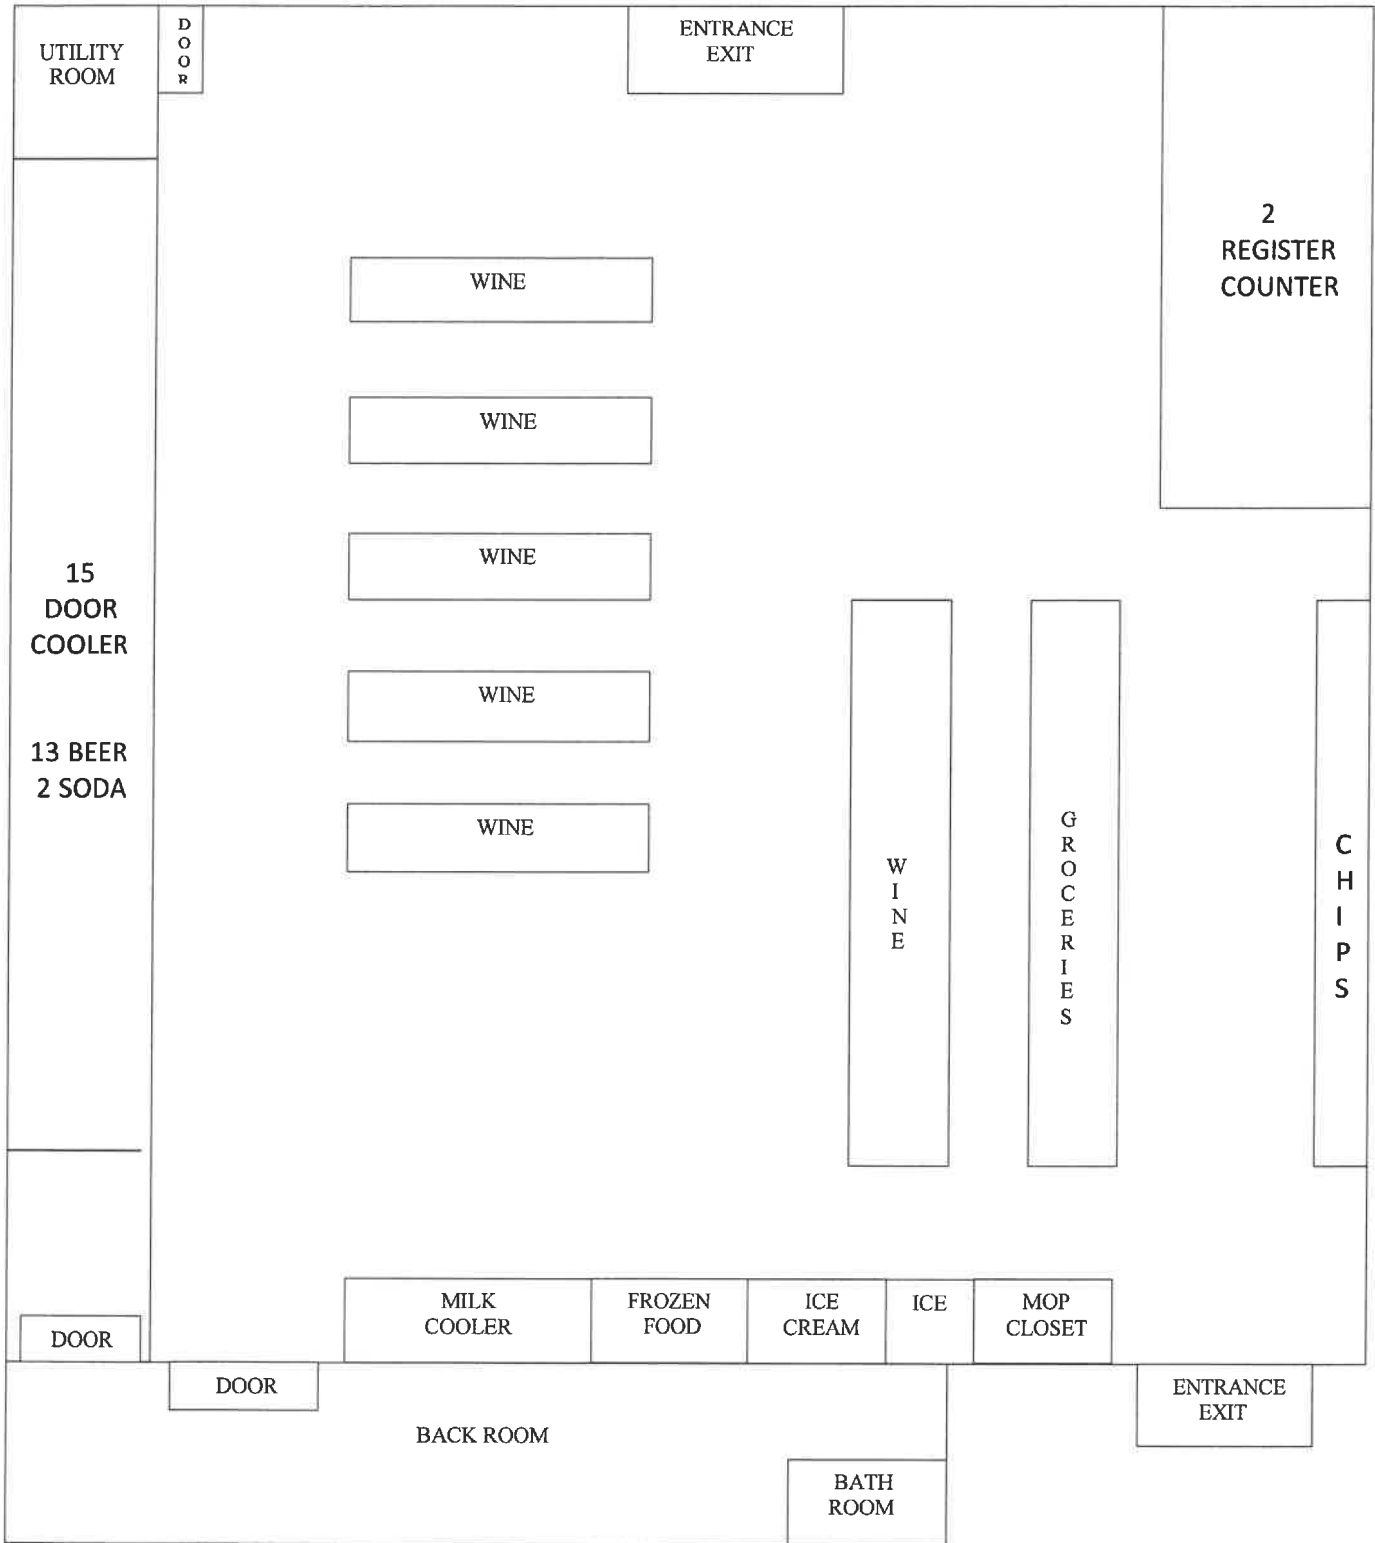 UTILITY
ROOM
D
O
O
R
ENTRANCE
EXIT
2
REGISTER
COUNTER
WINE
WINE
WINE
WINE
WINE
15
DOOR
COOLER
13 BEER
2 SODA
W
I
N
E
G
R
O
C
E
R
I
E
S
C
H
I
P
S
MILK
COOLER
FROZEN
FOOD
ICE
CREAM
ICE
MOP
CLOSET
DOOR
DOOR
ENTRANCE
EXIT
BACK ROOM
BATH
ROOM